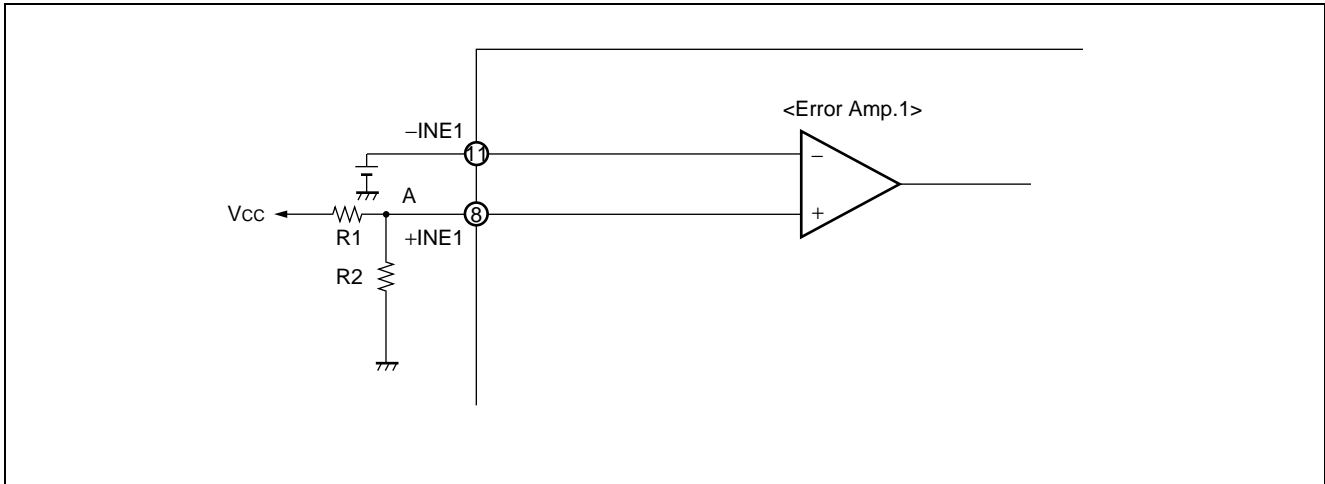 <Error Amp.1>
−INE1
11
−
A
VCC
8
+
R1
+INE1
R2